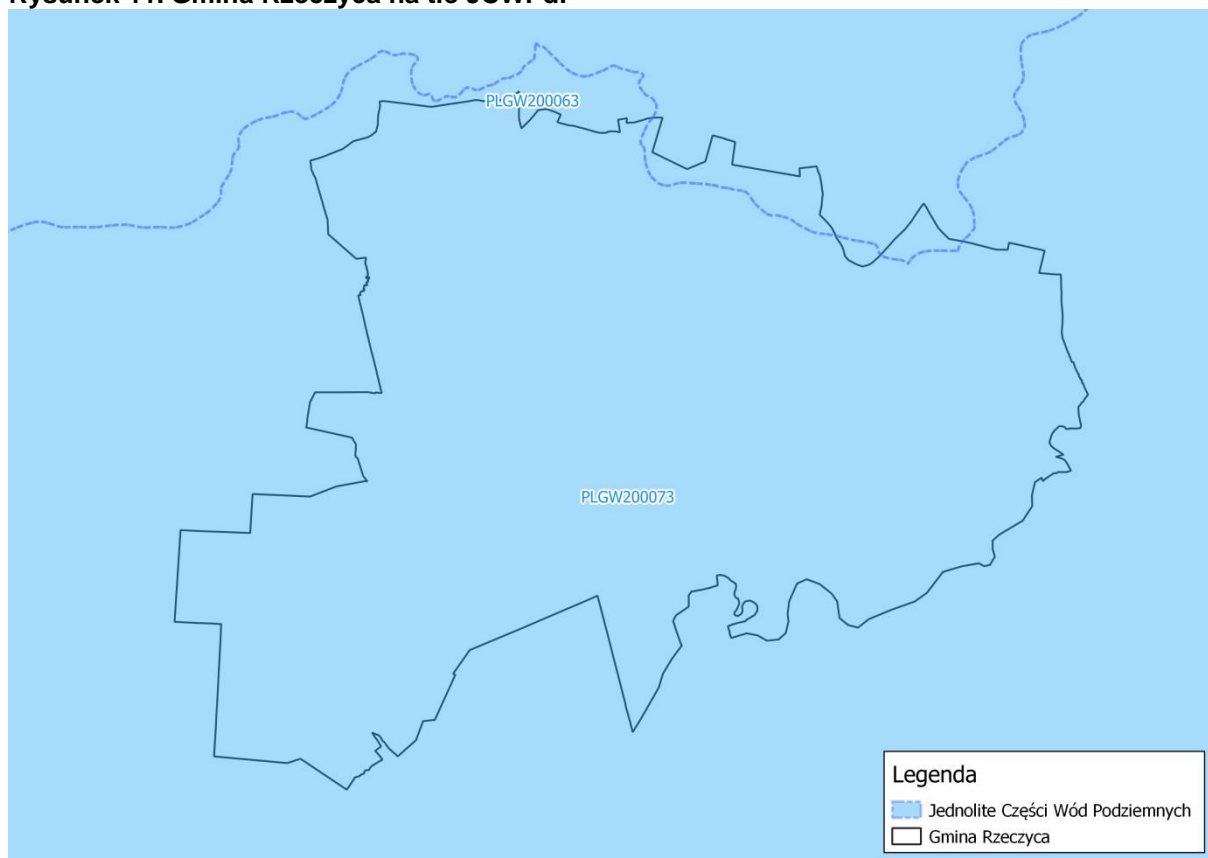 PLGW200063
PLGW200073
Legenda
Jednolite Części Wód Podziemnych
Gmina Rzeczyca